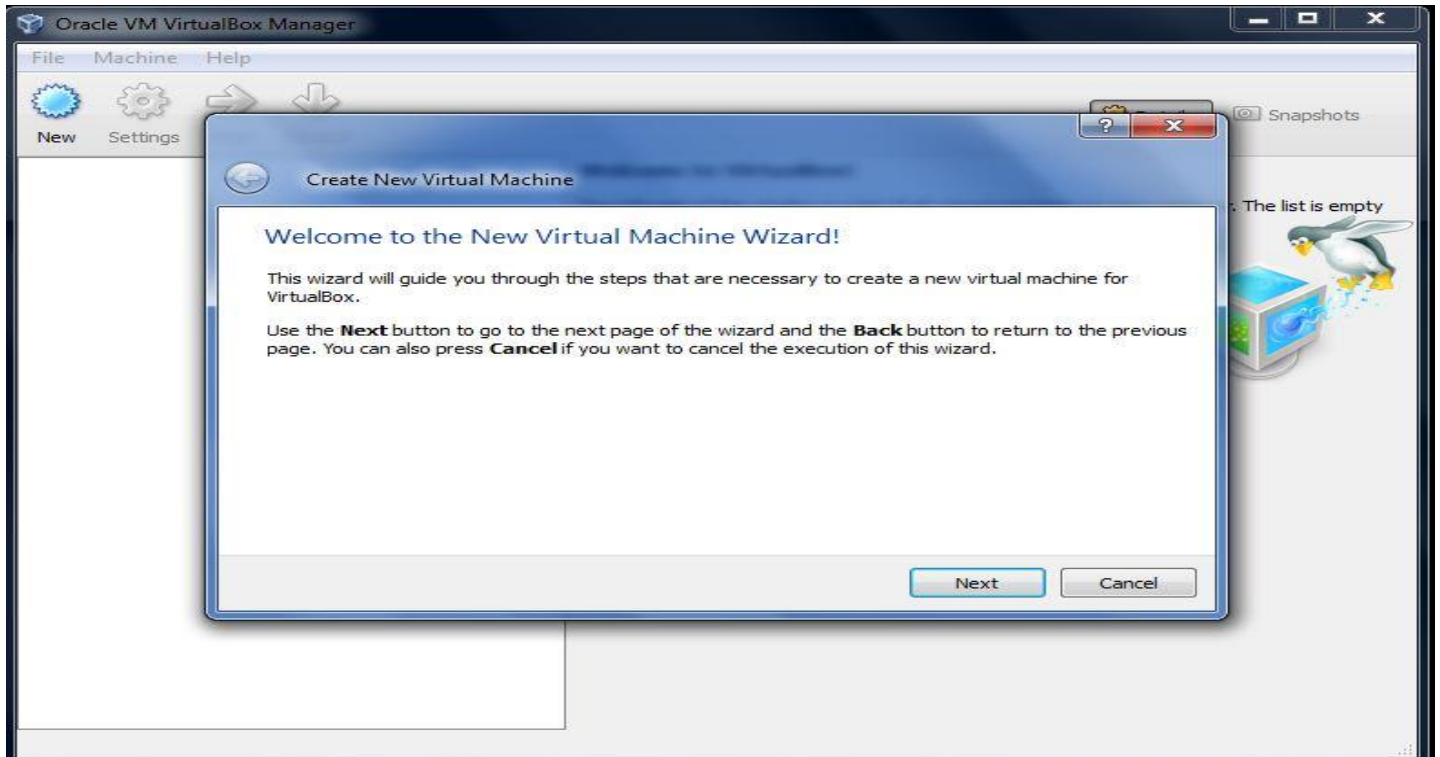 Oracle VM VirtualBox Manager
File Machine Help
New Settings
Snapshots
Create New Virtual Machine
. The list is empty
Welcome to the New Virtual Machine Wizard!
This wizard will guide you through the steps that are necessary to create a new virtual machine for
VirtualBox.
Use the Next button to go to the next page of the wizard and the Back button to return to the previous
page. You can also press Cancel if you want to cancel the execution of this wizard.
Next Cancel